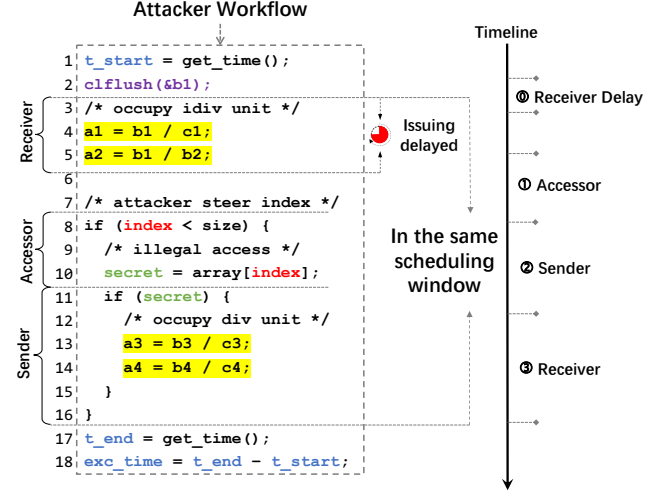 Attacker Workflow
1 t_start = get_time();
2 clflush(&b1);
3 /* occupy idiv unit */
4 a1 = b1 / c1;
5 a2 = b1 / b2;
6
7 /* attacker steer index */
8 if (index < size) {
9 /* illegal access */
10 secret = array[index];
11 if (secret) {
12 /* occupy div unit */
13 a3 = b3 / c3;
14 a4 = b4 / c4;
15 }
16 }
17 t_end = get_time();
18 exc_time = t_end – t_start;
Receiver
Accessor
Sender
Issuing
delayed
In the same
scheduling
window
Timeline
⓪ Receiver Delay
① Accessor
② Sender
③ Receiver